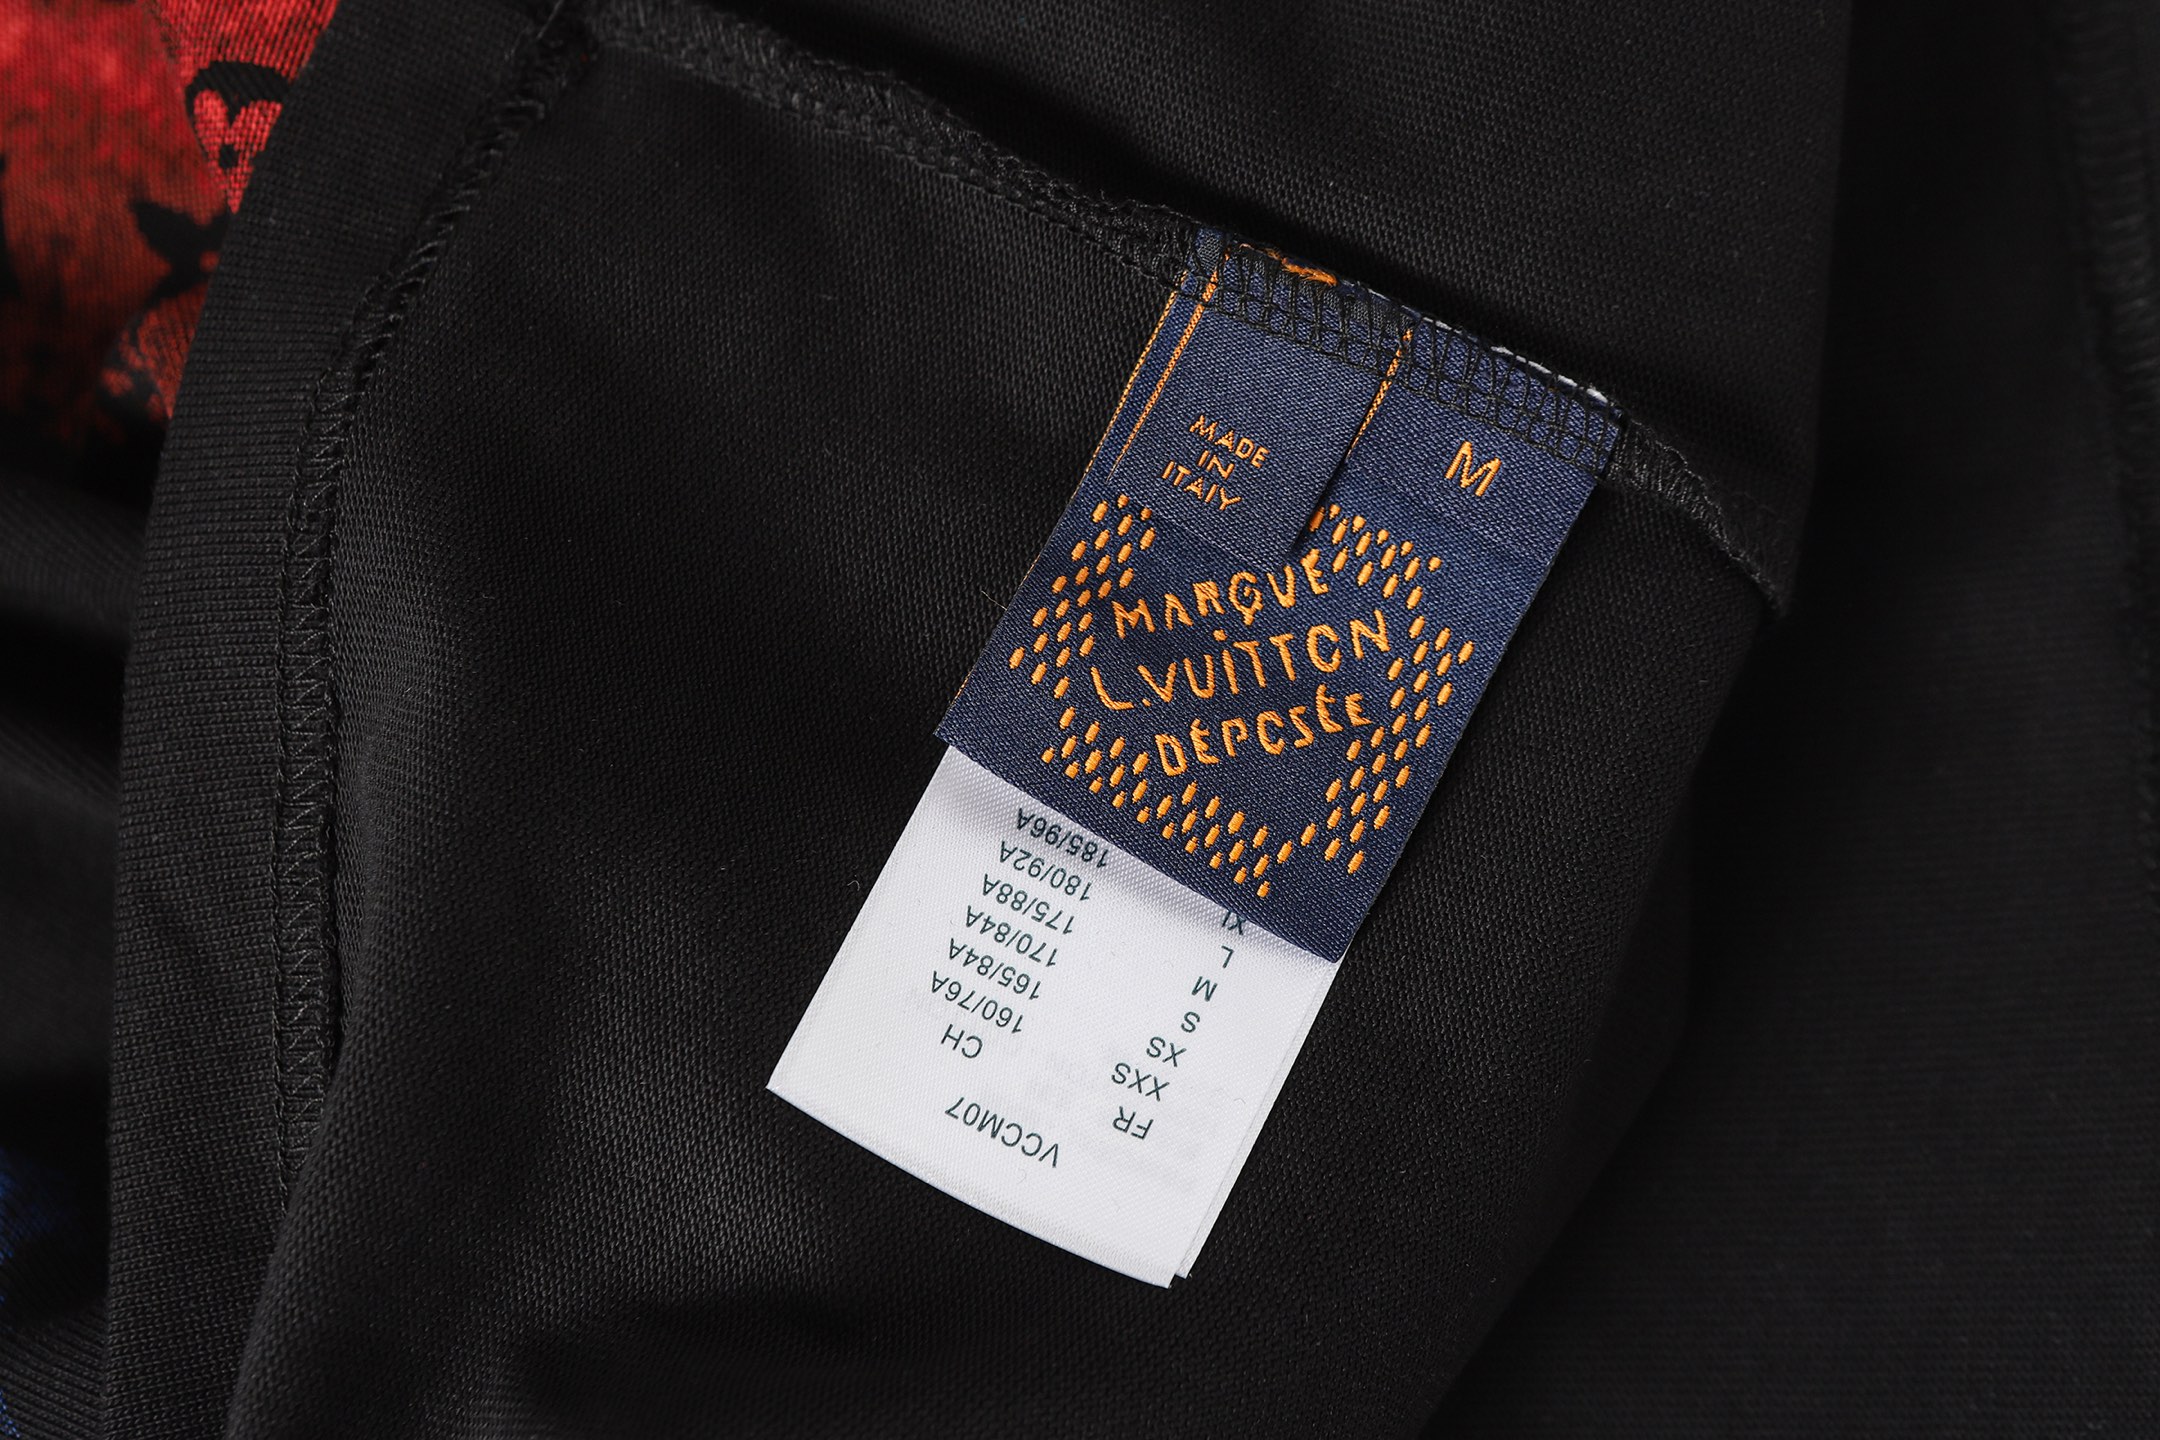 MADE
IN
ITAIY
M
MARQUE
L.VUITTON
DÉPOSÉE
VCCM07
FR CH
XXS 160/76A
XS 165/84A
S 170/84A
M 175/88A
L 180/92A
XL 185/96A